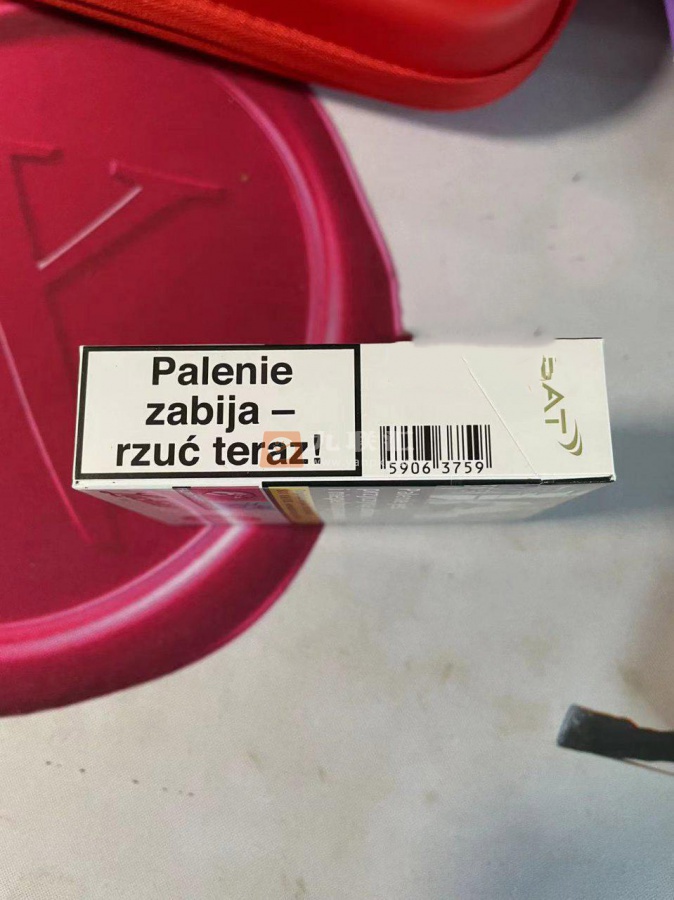 Palenie
zabija –
rzuć teraz!
5906 3759
BAT